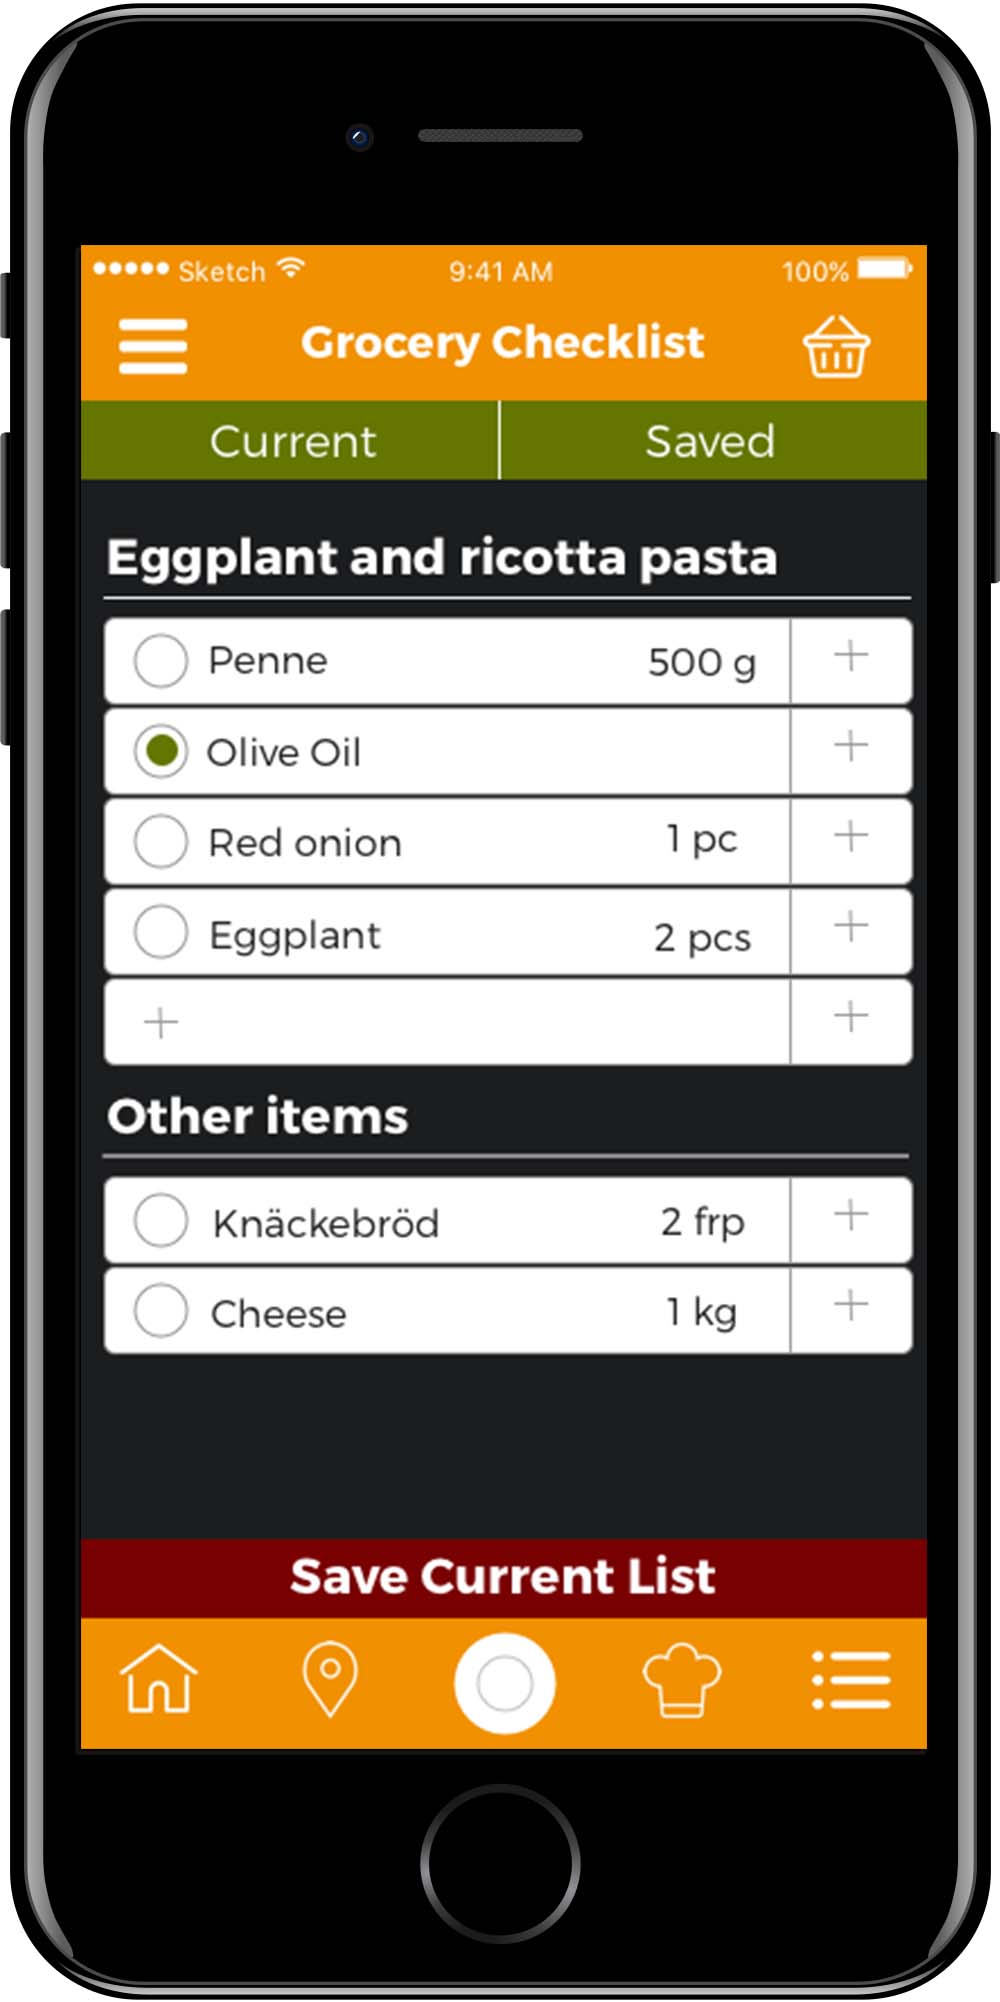 Sketch 9:41 AM 100%
Grocery Checklist
Current Saved
Eggplant and ricotta pasta
Penne 500 g +
Olive Oil +
Red onion 1 pc +
Eggplant 2 pcs +
+ +
Other items
Knäckebröd 2 frp +
Cheese 1 kg +
Save Current List